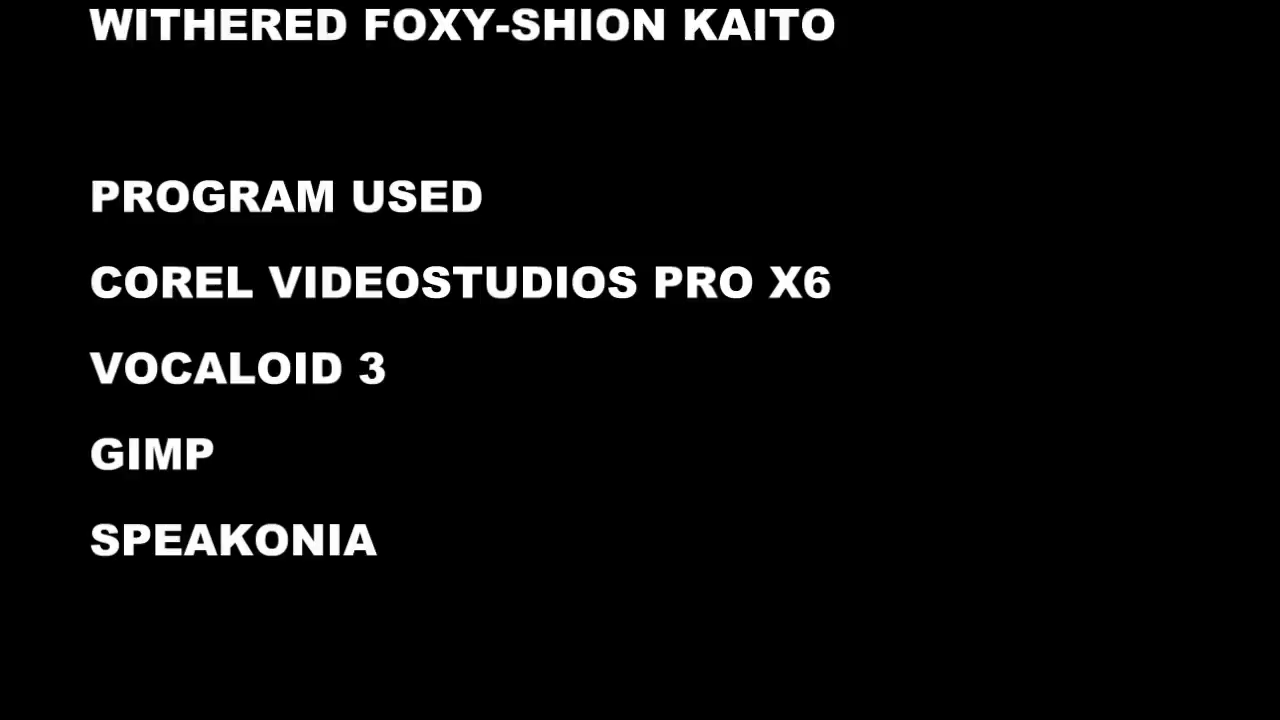 WITHERED FOXY-SHION KAITO
PROGRAM USED
COREL VIDEOSTUDIOS PRO X6
VOCALOID 3
GIMP
SPEAKONIA